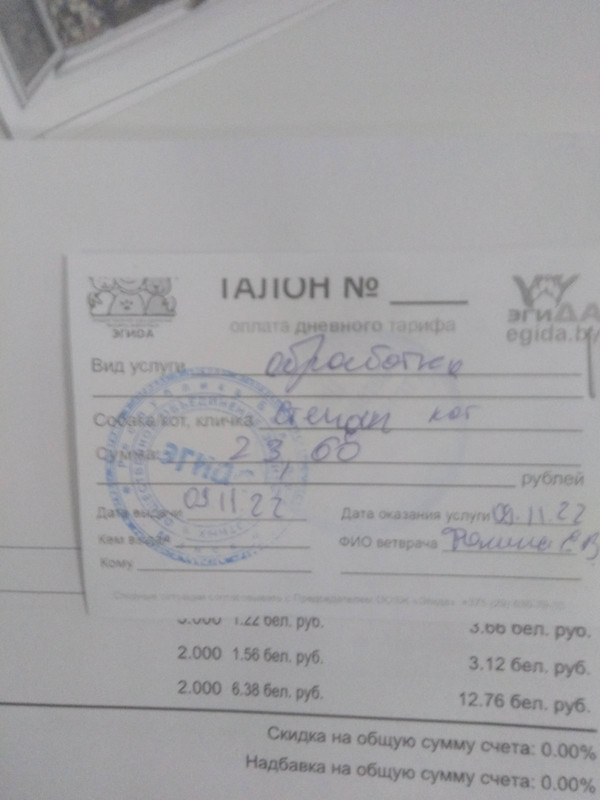 ТАЛОН №
ЭГИДА
оплата дневного тарифа
ЭГИДА
egida.by
Вид услуги обработка
Собака, кот, кличка Степан кот
Сумма 23,60
рублей
Дата выдачи 09.11.22 Дата оказания услуги 09.11.22
Кем выдан ФИО ветврача
Кому
3.000 1.22 бел. руб. 3.66 бел. руб.
2.000 1.56 бел. руб. 3.12 бел. руб.
2.000 6.38 бел. руб. 12.76 бел. руб.
Скидка на общую сумму счета: 0.00%
Надбавка на общую сумму счета: 0.00%